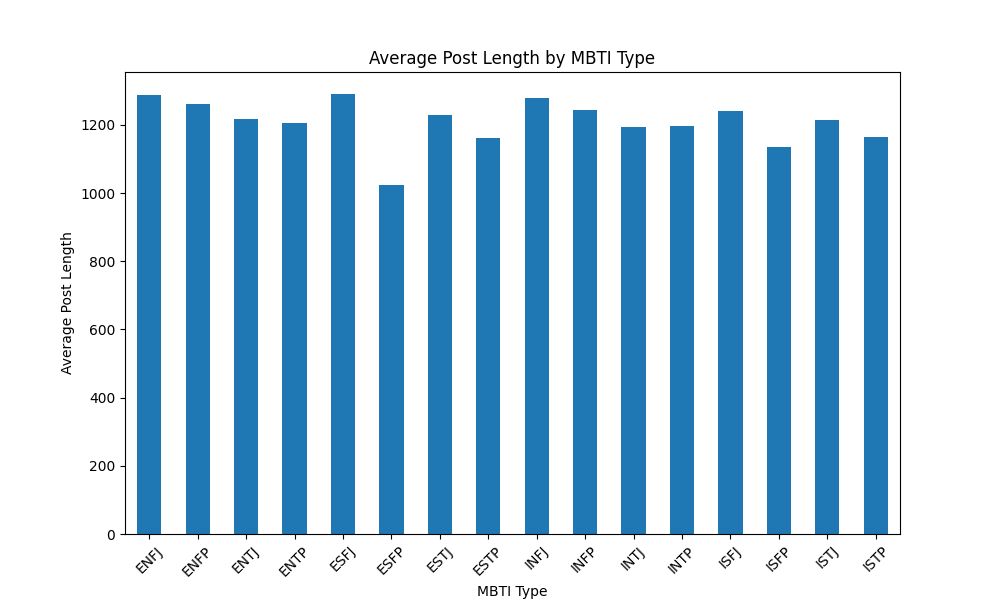 Average Post Length by MBTI Type
Average Post Length
1200
1000
800
600
400
200
0
ENFJ
ENFP
ENTJ
ENTP
ESFJ
ESFP
ESTJ
ESTP
INFJ
INFP
INTJ
INTP
ISFJ
ISFP
ISTJ
ISTP
MBTI Type